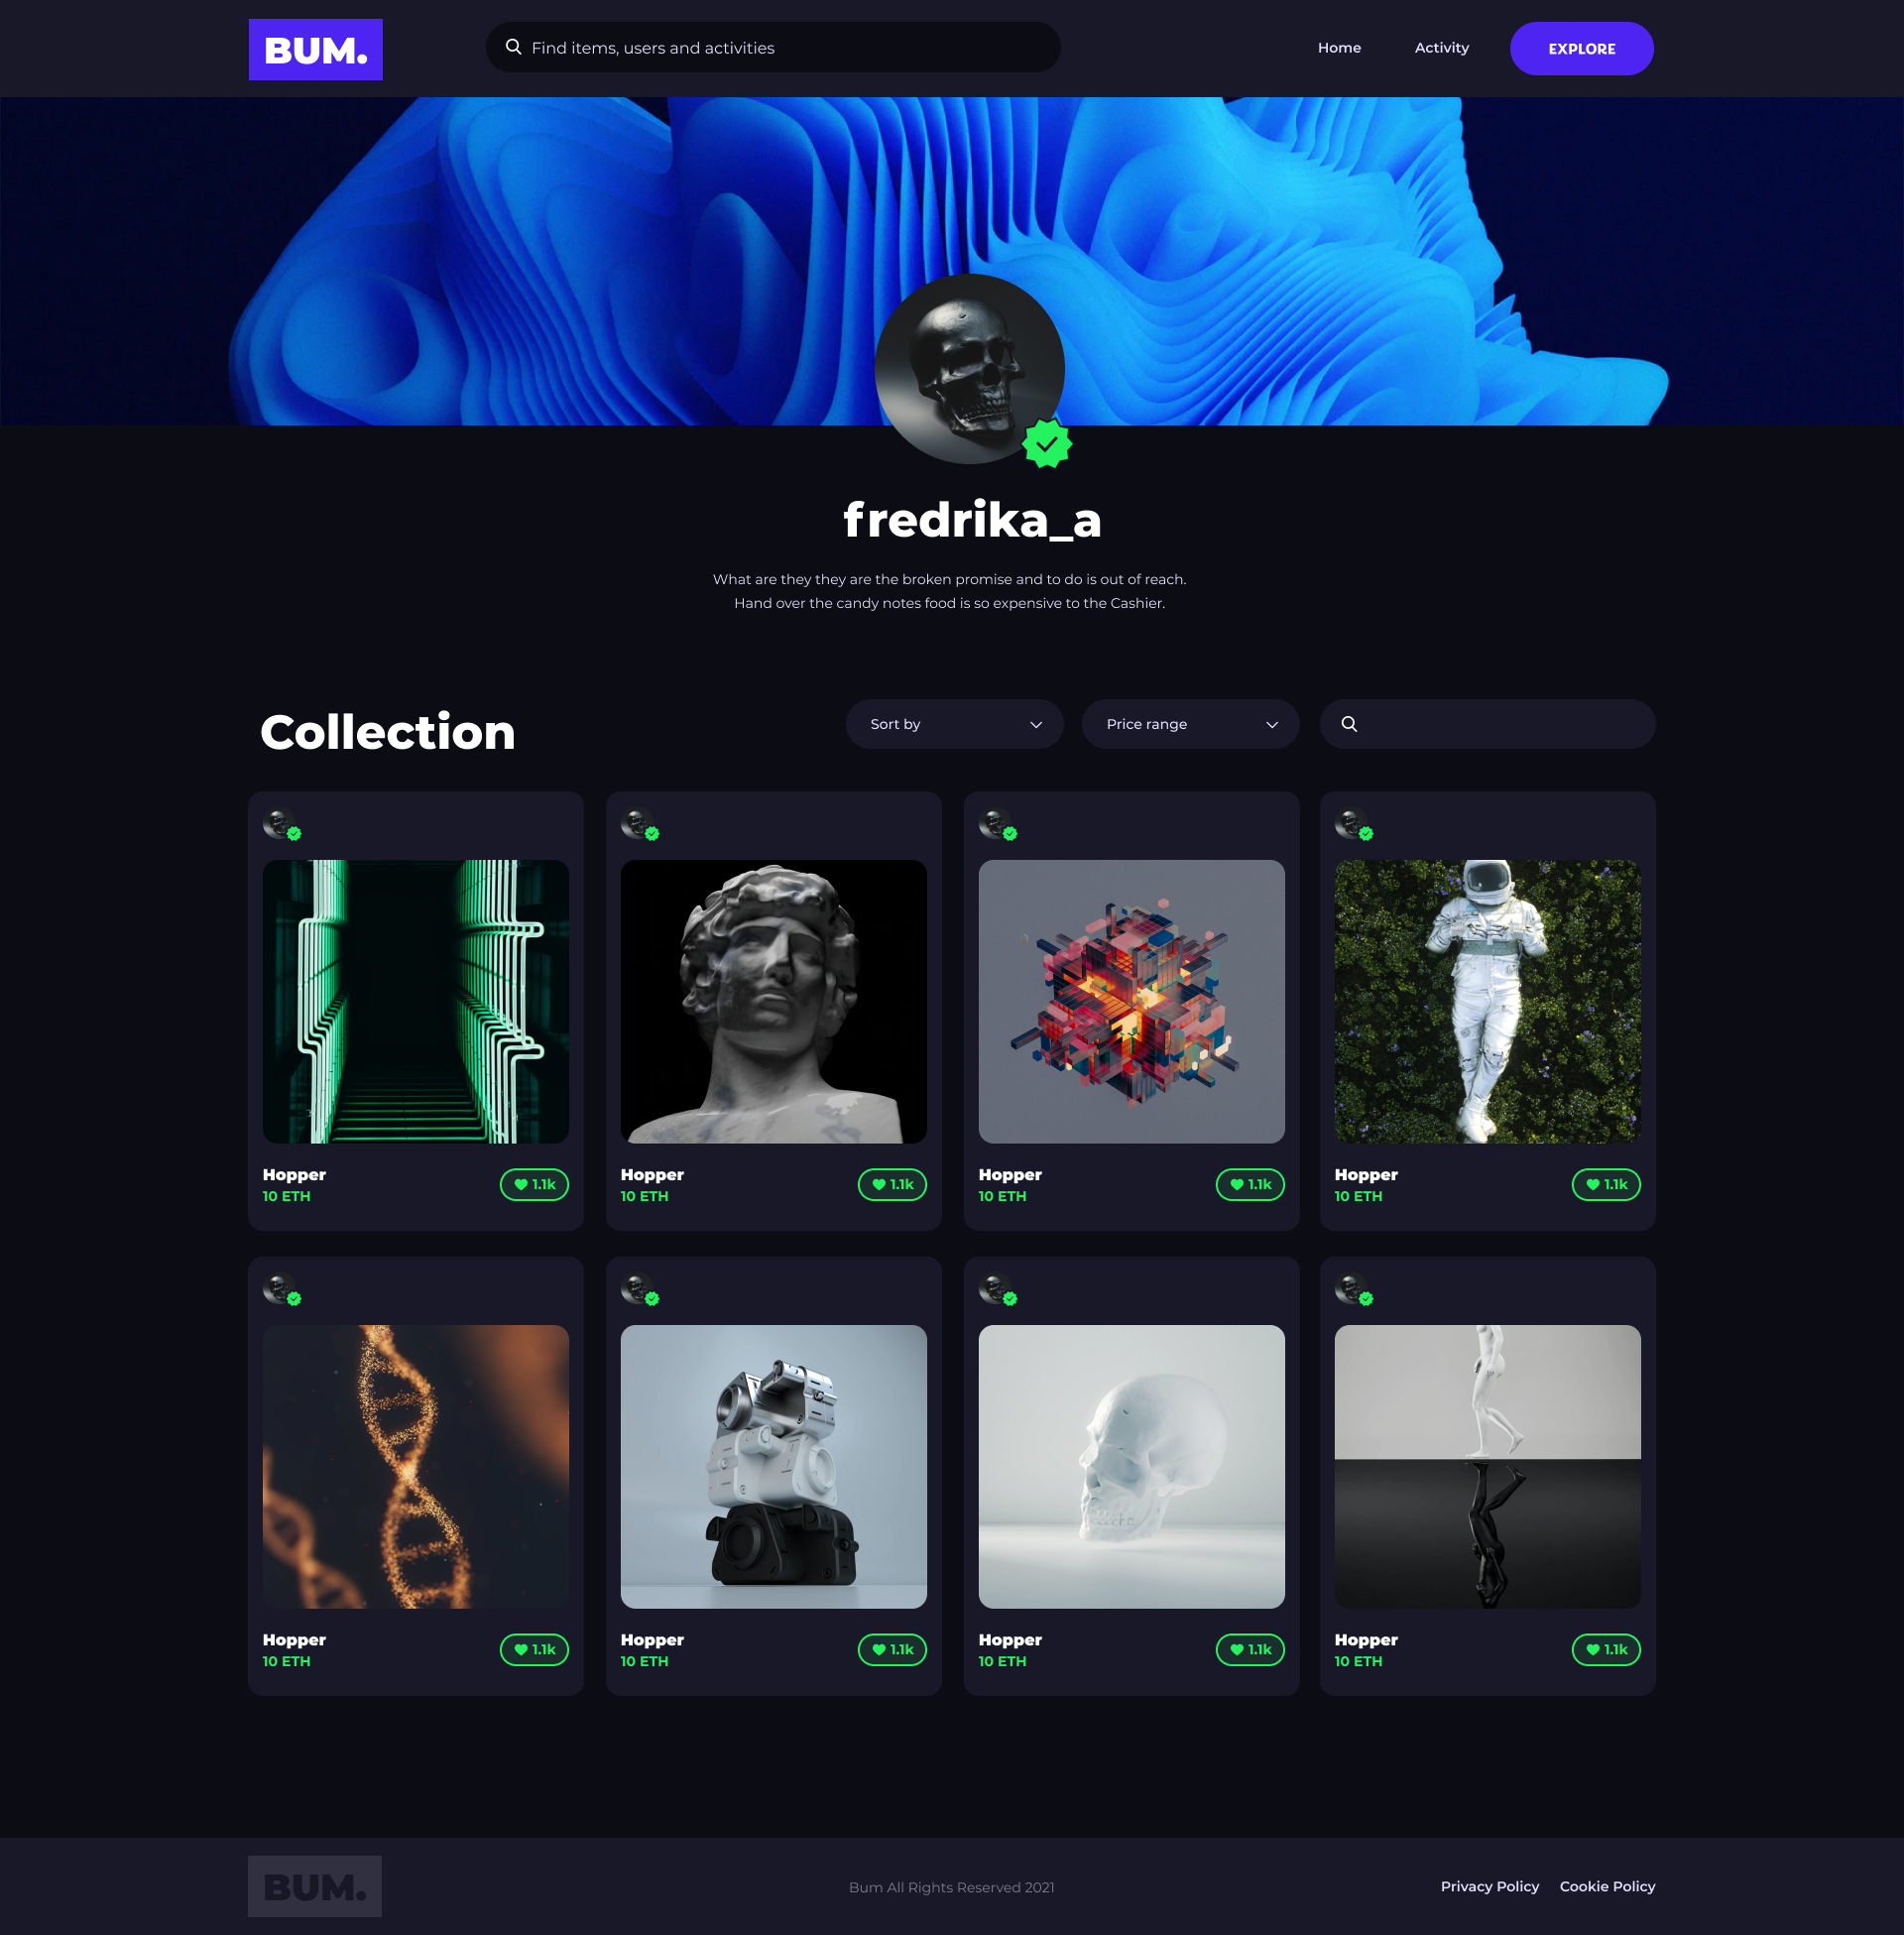 BUM.
Find items, users and activities
Home
Activity
EXPLORE
fredrika_a
What are they they are the broken promise and to do is out of reach.
Hand over the candy notes food is so expensive to the Cashier.
Collection
Sort by
Price range
Hopper
10 ETH
1.1k
Hopper
10 ETH
1.1k
Hopper
10 ETH
1.1k
Hopper
10 ETH
1.1k
Hopper
10 ETH
1.1k
Hopper
10 ETH
1.1k
Hopper
10 ETH
1.1k
Hopper
10 ETH
1.1k
BUM.
Bum All Rights Reserved 2021
Privacy Policy
Cookie Policy